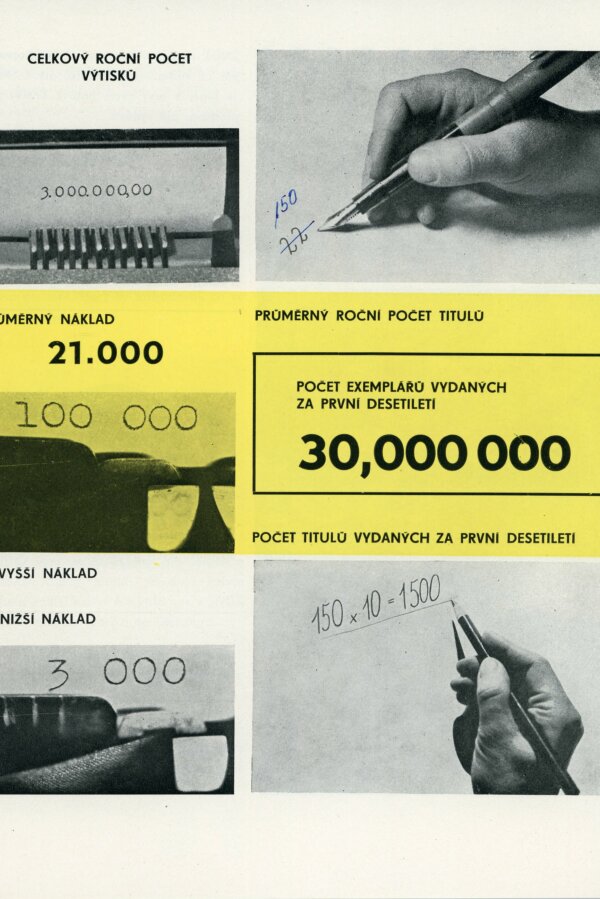 CELKOVÝ ROČNÍ POČET
VÝTISKŮ
3.000.000,00
150
22
ŮMĚRNÝ NÁKLAD
21.000
100 000
VYŠŠÍ NÁKLAD
NIŽŠÍ NÁKLAD
3 000
PRŮMĚRNÝ ROČNÍ POČET TITULŮ
POČET EXEMPLÁŘŮ VYDANÝCH
ZA PRVNÍ DESETILETÍ
30,000 000
POČET TITULŮ VYDANÝCH ZA PRVNÍ DESETILETÍ
150 x 10 = 1500